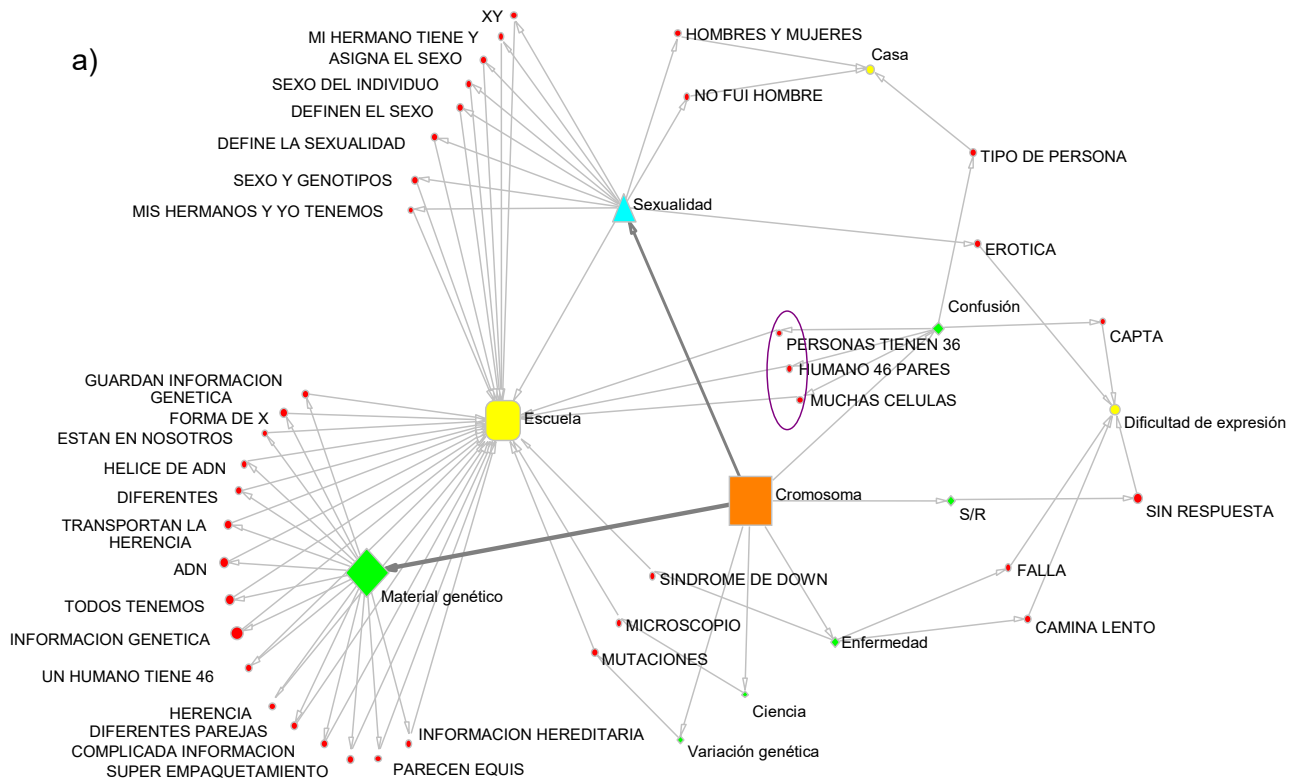 a)
XY
MI HERMANO TIENE Y
ASIGNA EL SEXO
SEXO DEL INDIVIDUO
DEFINEN EL SEXO
DEFINE LA SEXUALIDAD
SEXO Y GENOTIPOS
MIS HERMANOS Y YO TENEMOS
HOMBRES Y MUJERES
Casa
NO FUI HOMBRE
TIPO DE PERSONA
Sexualidad
EROTICA
Confusión
CAPTA
PERSONAS TIENEN 36
HUMANO 46 PARES
MUCHAS CELULAS
Dificultad de expresión
GUARDAN INFORMACION
GENETICA
FORMA DE X
ESTAN EN NOSOTROS
HELICE DE ADN
DIFERENTES
TRANSPORTAN LA
HERENCIA
ADN
TODOS TENEMOS
INFORMACION GENETICA
UN HUMANO TIENE 46
HERENCIA
DIFERENTES PAREJAS
COMPLICADA INFORMACION
SUPER EMPAQUETAMIENTO
PARECEN EQUIS
INFORMACION HEREDITARIA
Escuela
Material genético
Cromosoma
S/R
SIN RESPUESTA
SINDROME DE DOWN
FALLA
MICROSCOPIO
CAMINA LENTO
MUTACIONES
Enfermedad
Ciencia
Variación genética